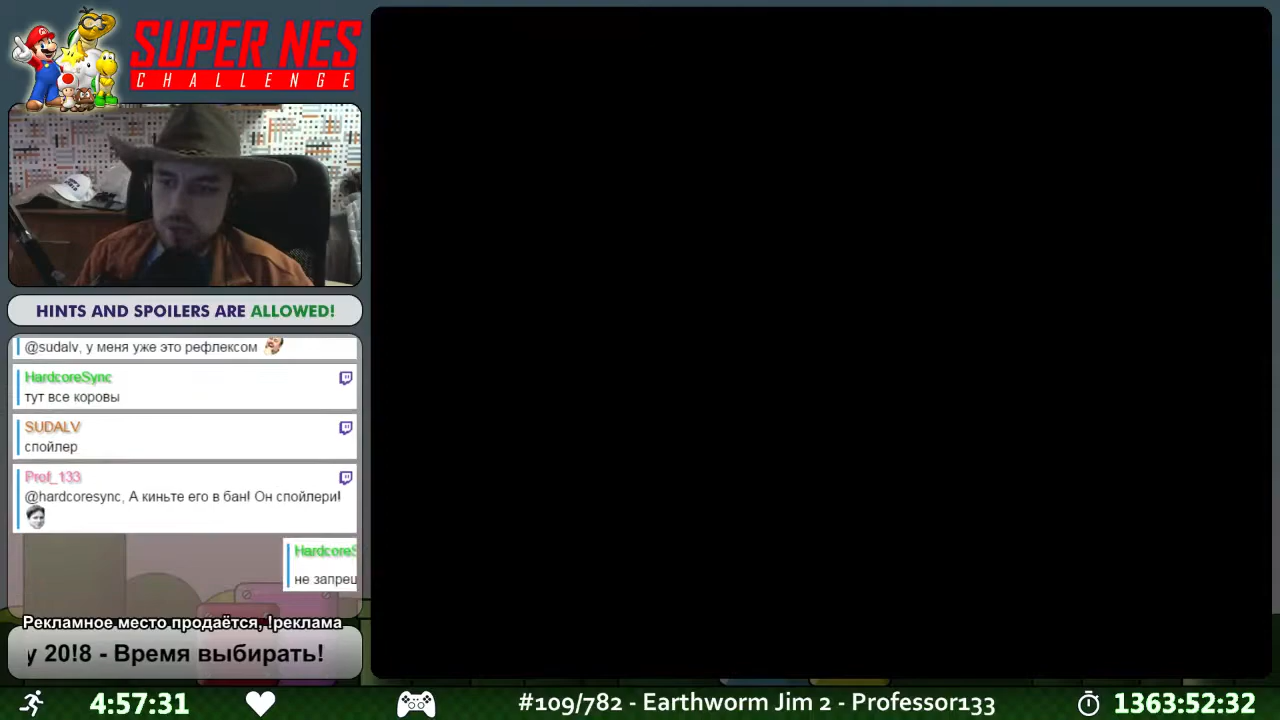 SUPER NES
CHALLENGE
HINTS AND SPOILERS ARE ALLOWED!
@sudalv, у меня уже это рефлексом
HardcoreSync
тут все коровы
SUDALV
спойлер
Prof_133
@hardcoresync, А киньте его в бан! Он спойлери!
HardcoreS
не запрещ
Рекламное место продаётся, !реклама
у 20!8 - Время выбирать!
4:57:31
#109/782 - Earthworm Jim 2 - Professor133
1363:52:32